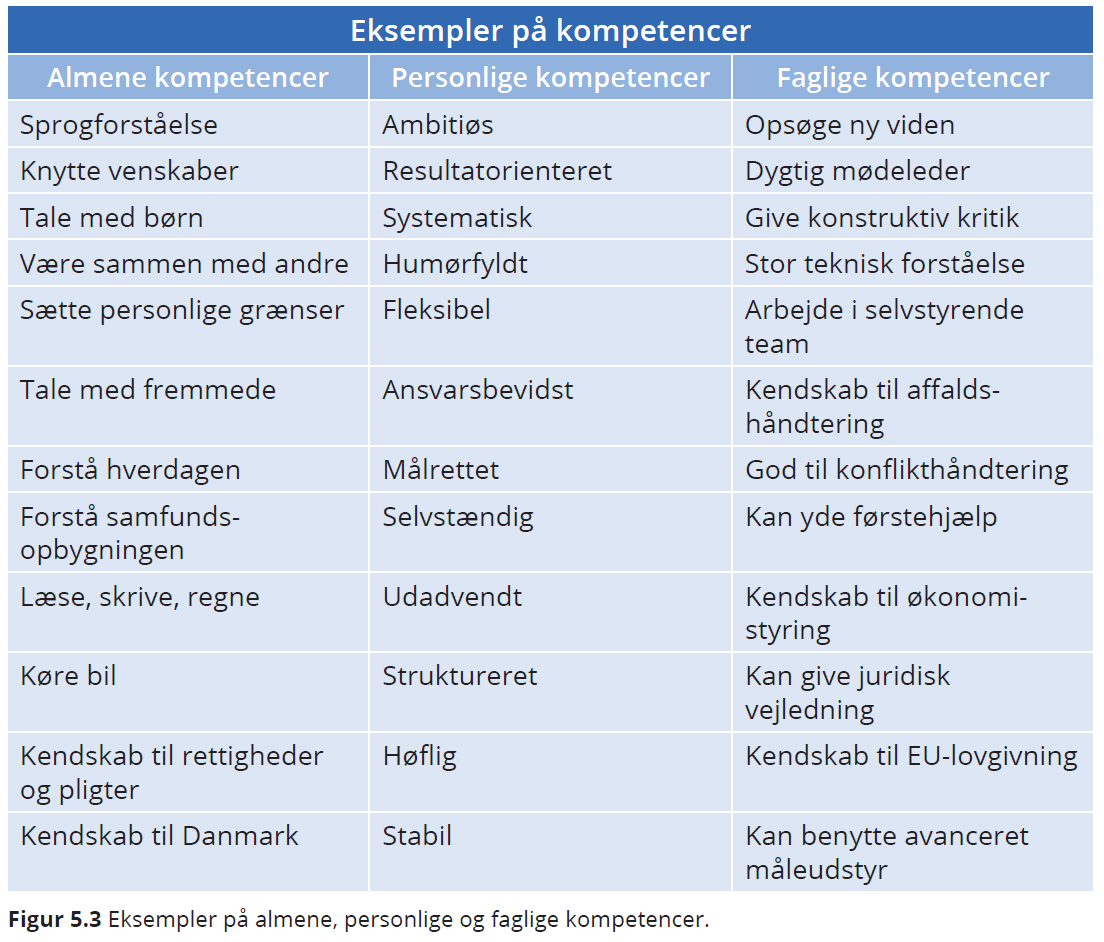 Eksempler på kompetencer
Almene kompetencer Personlige kompetencer Faglige kompetencer
Sprogforståelse Ambitiøs Opsøge ny viden
Knytte venskaber Resultatorienteret Dygtig mødeleder
Tale med børn Systematisk Give konstruktiv kritik
Være sammen med andre Humørfyldt Stor teknisk forståelse
Sætte personlige grænser Fleksibel Arbejde i selvstyrende
team
Tale med fremmede Ansvarsbevidst Kendskab til affalds-
håndtering
Forstå hverdagen Målrettet God til konflikthåndtering
Forstå samfunds- Selvstændig Kan yde førstehjælp
opbygningen
Læse, skrive, regne Udadvendt Kendskab til økonomi-
styring
Køre bil Struktureret Kan give juridisk
vejledning
Kendskab til rettigheder Høflig Kendskab til EU-lovgivning
og pligter
Kendskab til Danmark Stabil Kan benytte avanceret
måleudstyr
Figur 5.3 Eksempler på almene, personlige og faglige kompetencer.